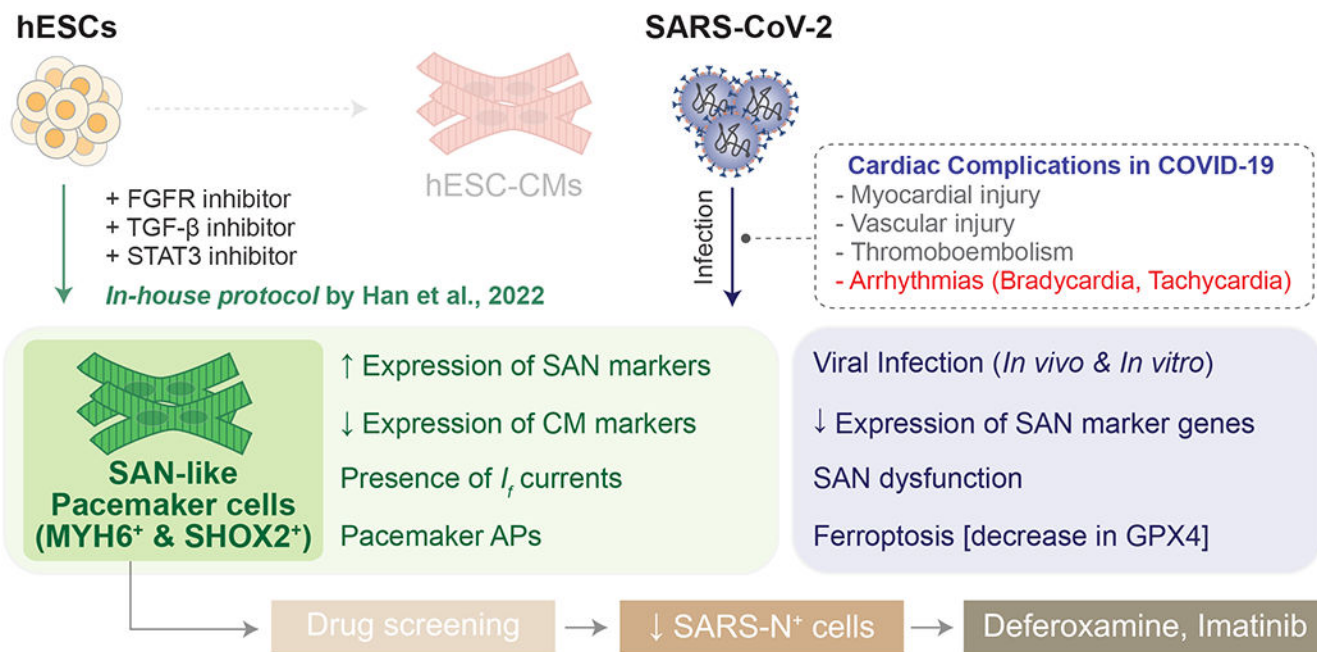 hESCs
SARS-CoV-2
hESC-CMs
+ FGFR inhibitor
+ TGF-β inhibitor
+ STAT3 inhibitor
In-house protocol by Han et al., 2022
Infection
Cardiac Complications in COVID-19
- Myocardial injury
- Vascular injury
- Thromoboembolism
- Arrhythmias (Bradycardia, Tachycardia)
SAN-like
Pacemaker cells
(MYH6⁺ & SHOX2⁺)
↑ Expression of SAN markers
↓ Expression of CM markers
Presence of If currents
Pacemaker APs
Viral Infection (In vivo & In vitro)
↓ Expression of SAN marker genes
SAN dysfunction
Ferroptosis [decrease in GPX4]
Drug screening
↓ SARS-N⁺ cells
Deferoxamine, Imatinib